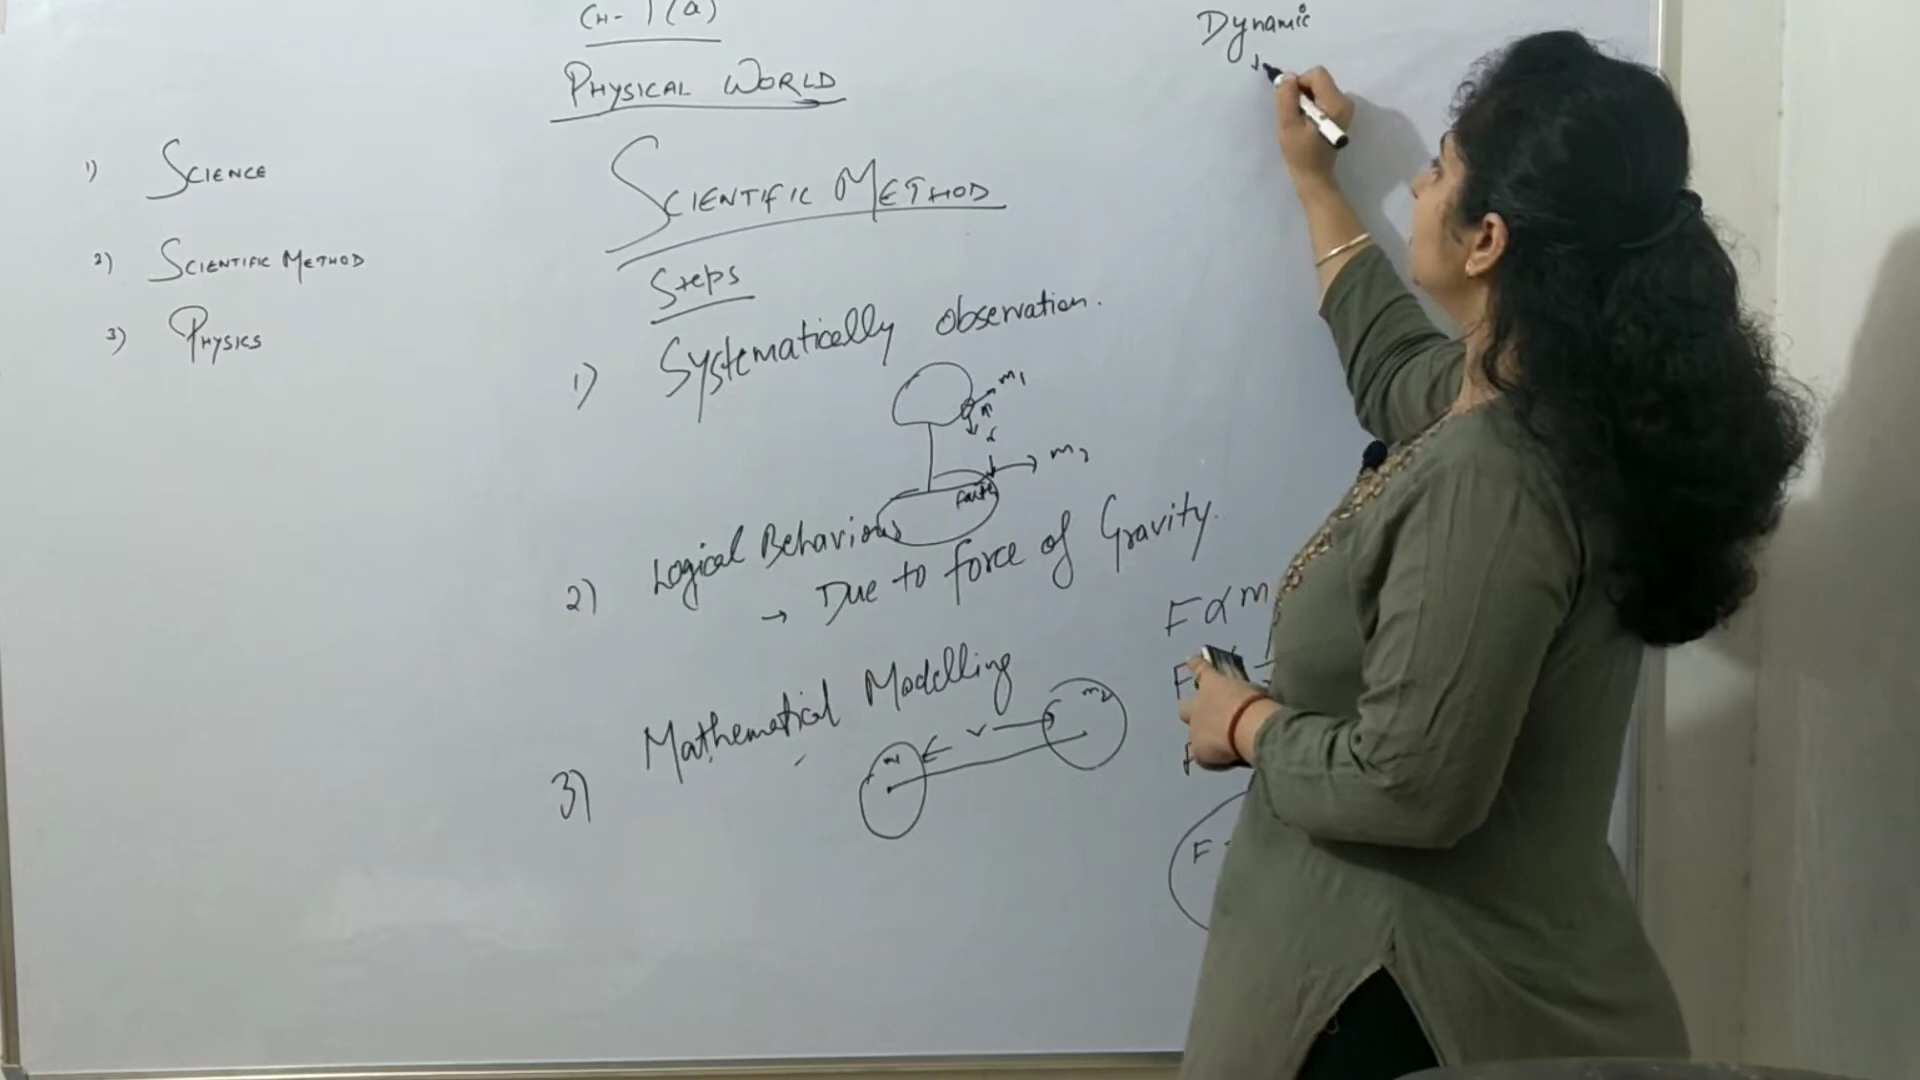 CH- 1 (a)
PHYSICAL WORLD
Dynamic
1) SCIENCE
2) SCIENTIFIC METHOD
3) PHYSICS
SCIENTIFIC METHOD
Steps
1) Systematically observation.
m1
m2
Earth
2) Logical Behaviour
→ Due to force of Gravity.
F α m
3) Mathematical Modelling
m2
F